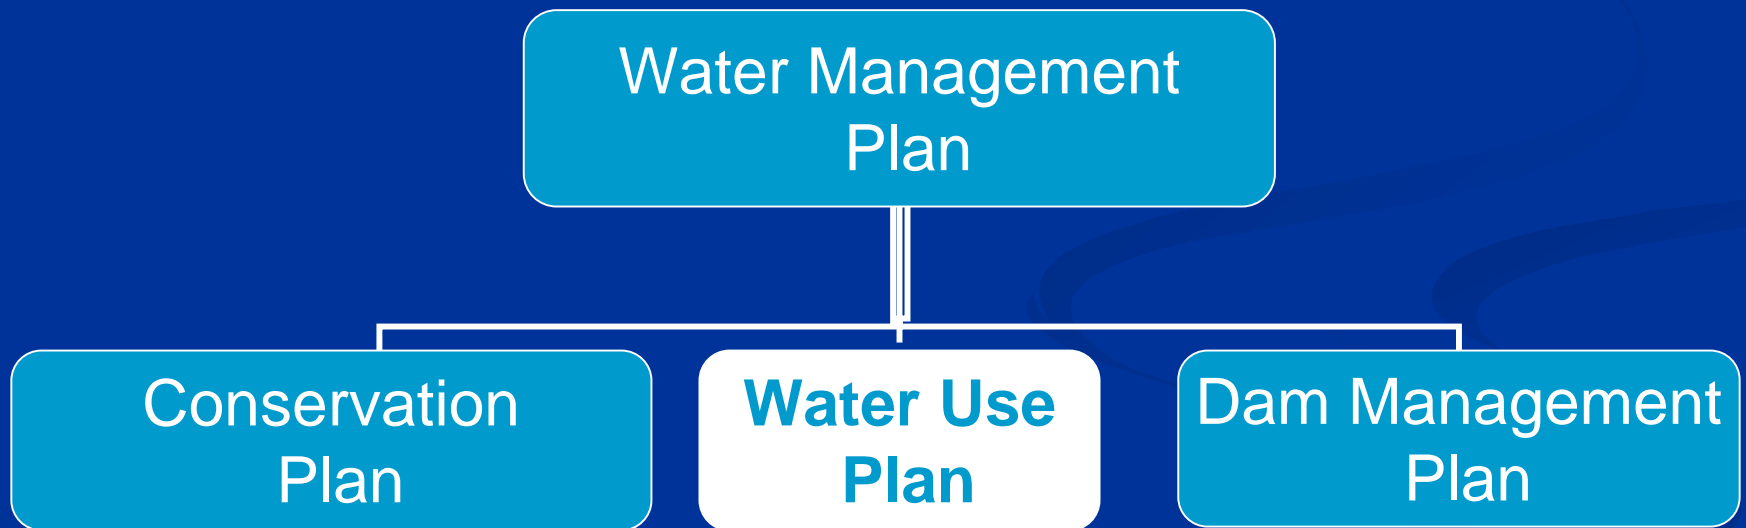 Water Management
Plan
Conservation
Plan
Water Use
Plan
Dam Management
Plan